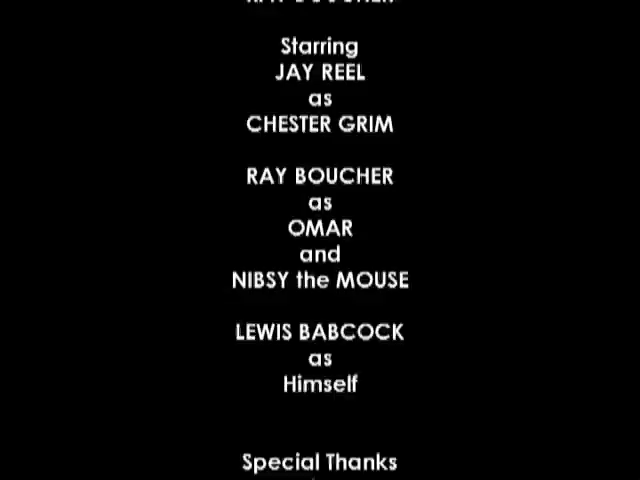 Starring
JAY REEL
as
CHESTER GRIM
RAY BOUCHER
as
OMAR
and
NIBSY the MOUSE
LEWIS BABCOCK
as
Himself
Special Thanks